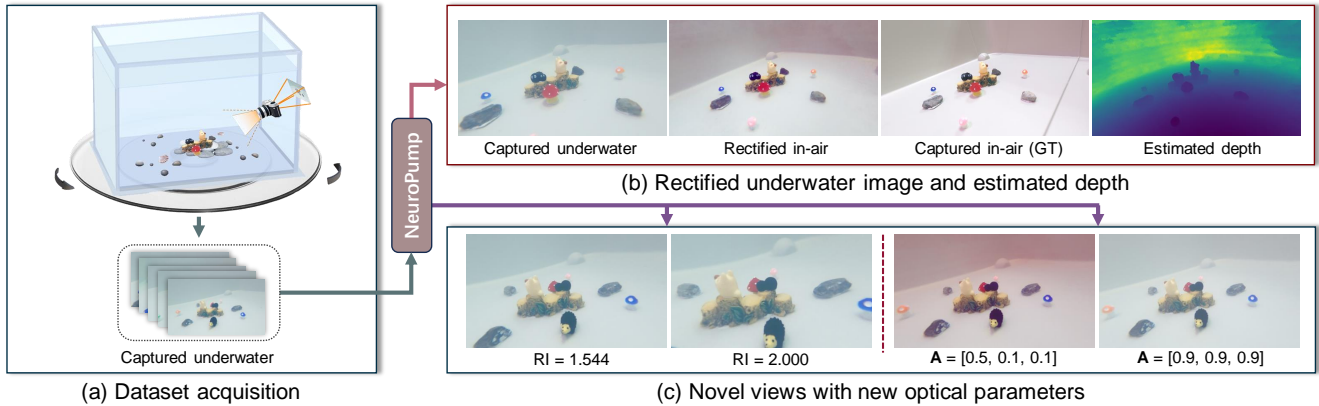 Captured underwater
(a) Dataset acquisition
NeuroPump
Captured underwater
Rectified in-air
Captured in-air (GT)
Estimated depth
(b) Rectified underwater image and estimated depth
RI = 1.544
RI = 2.000
A = [0.5, 0.1, 0.1]
A = [0.9, 0.9, 0.9]
(c) Novel views with new optical parameters